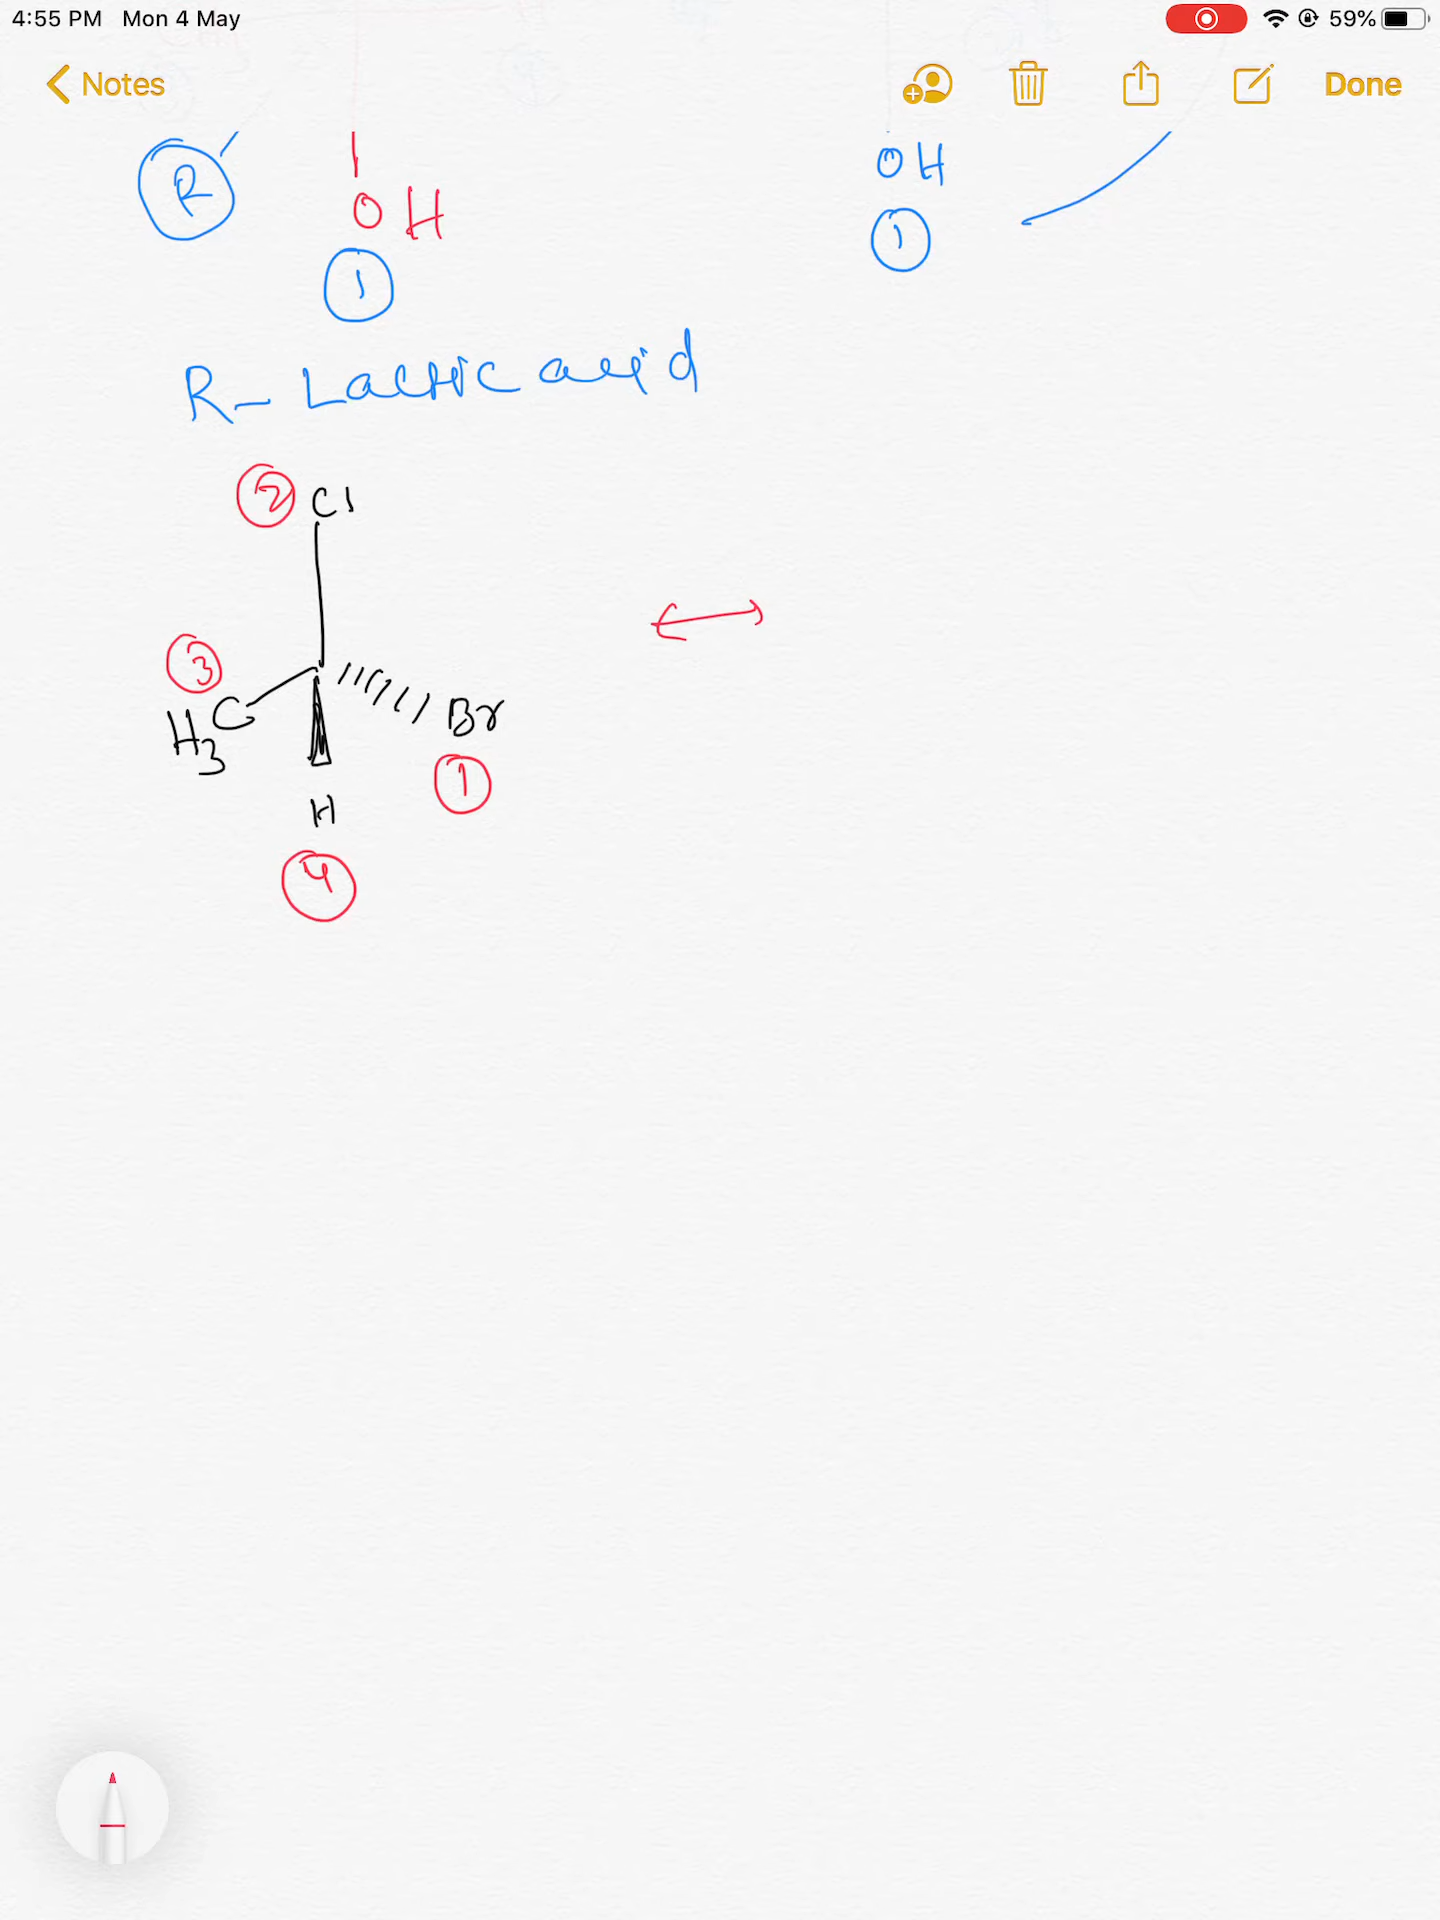 4:55 PM Mon 4 May 59%
Notes Done
R
OH
OH
1
1
R- Lactic acid
2 Cl
3
H3C
Br
1
H
4